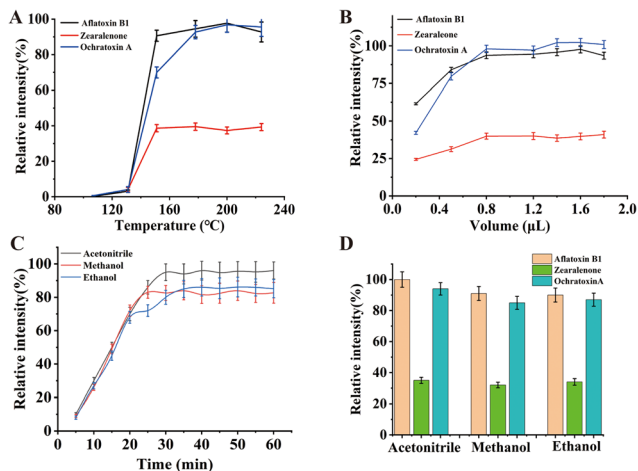 A
Aflatoxin B1
Zearalenone
Ochratoxin A
Relative intensity(%)
100
80
60
40
20
0
80
120
160
200
240
Temperature (°C)
B
Aflatoxin B1
Zearalenone
Ochratoxin A
Relative intensity(%)
100
75
50
25
0
0.0
0.6
1.2
1.8
2.0
Volume (μL)
C
Acetonitrile
Methanol
Ethanol
Relative intensity(%)
100
80
60
40
20
0
0
10
20
30
40
50
60
Time (min)
D
Aflatoxin B1
Zearalenone
OchratoxinA
Relative intensity(%)
100
80
60
40
20
0
Acetonitrile
Methanol
Ethanol